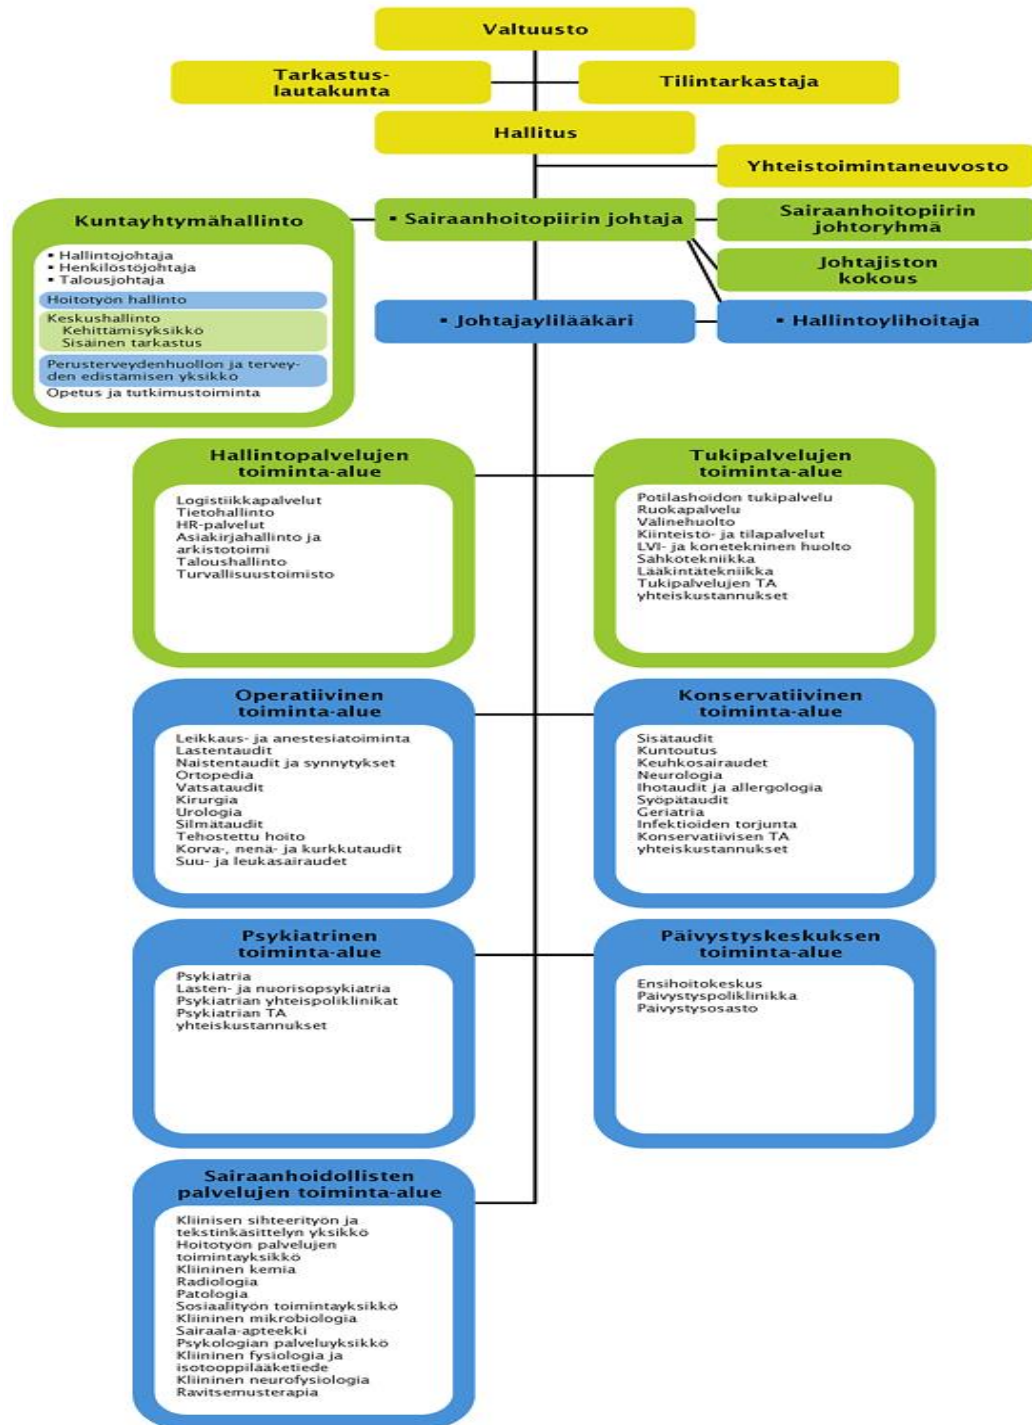 Valtuusto
Tarkastus-
lautakunta
Tilintarkastaja
Hallitus
Yhteistoimintaneuvosto
Kuntayhtymähallinto
▪ Hallintojohtaja
▪ Henkilöstöjohtaja
▪ Talousjohtaja
Hoitotyön hallinto
Keskushallinto
Kehittämisyksikkö
Sisäinen tarkastus
Perusterveydenhuollon ja tervey-
den edistämisen yksikkö
Opetus ja tutkimustoiminta
▪ Sairaanhoitopiirin johtaja
Sairaanhoitopiirin
johtoryhmä
Johtajiston
kokous
▪ Johtajaylilääkäri
▪ Hallintoylihoitaja
Hallintopalvelujen
toiminta-alue
Logistiikkapalvelut
Tietohallinto
HR-palvelut
Asiakirjahallinto ja
arkistotoimi
Taloushallinto
Turvallisuustoimisto
Tukipalvelujen
toiminta-alue
Potilashoidon tukipalvelu
Ruokapalvelu
Välinehuolto
Kiinteistö- ja tilapalvelut
LVI- ja konetekninen huolto
Sähkötekniikka
Lääkintätekniikka
Tukipalvelujen TA
yhteiskustannukset
Operatiivinen
toiminta-alue
Leikkaus- ja anestesiatoiminta
Lastentaudit
Naistentaudit ja synnytykset
Ortopedia
Vatsataudit
Kirurgia
Urologia
Silmätaudit
Tehostettu hoito
Korva-, nenä- ja kurkkutaudit
Suu- ja leukasairaudet
Konservatiivinen
toiminta-alue
Sisätaudit
Kuntoutus
Keuhkosairaudet
Neurologia
Ihotaudit ja allergologia
Syöpätaudit
Geriatria
Infektioiden torjunta
Konservatiivisen TA
yhteiskustannukset
Psykiatrinen
toiminta-alue
Psykiatria
Lasten- ja nuorisopsykiatria
Psykiatrian yhteispoliklinikat
Psykiatrian TA
yhteiskustannukset
Päivystyskeskuksen
toiminta-alue
Ensihoitokeskus
Päivystyspoliklinikka
Päivystysosasto
Sairaanhoidollisten
palvelujen toiminta-alue
Kliinisen sihteerityön ja
tekstinkäsittelyn yksikkö
Hoitotyön palvelujen
toimintayksikkö
Kliininen kemia
Radiologia
Patologia
Sosiaalityön toimintayksikkö
Kliininen mikrobiologia
Sairaala-apteekki
Psykologian palveluyksikkö
Kliininen fysiologia ja
isotooppilääketiede
Kliininen neurofysiologia
Ravitsemusterapia